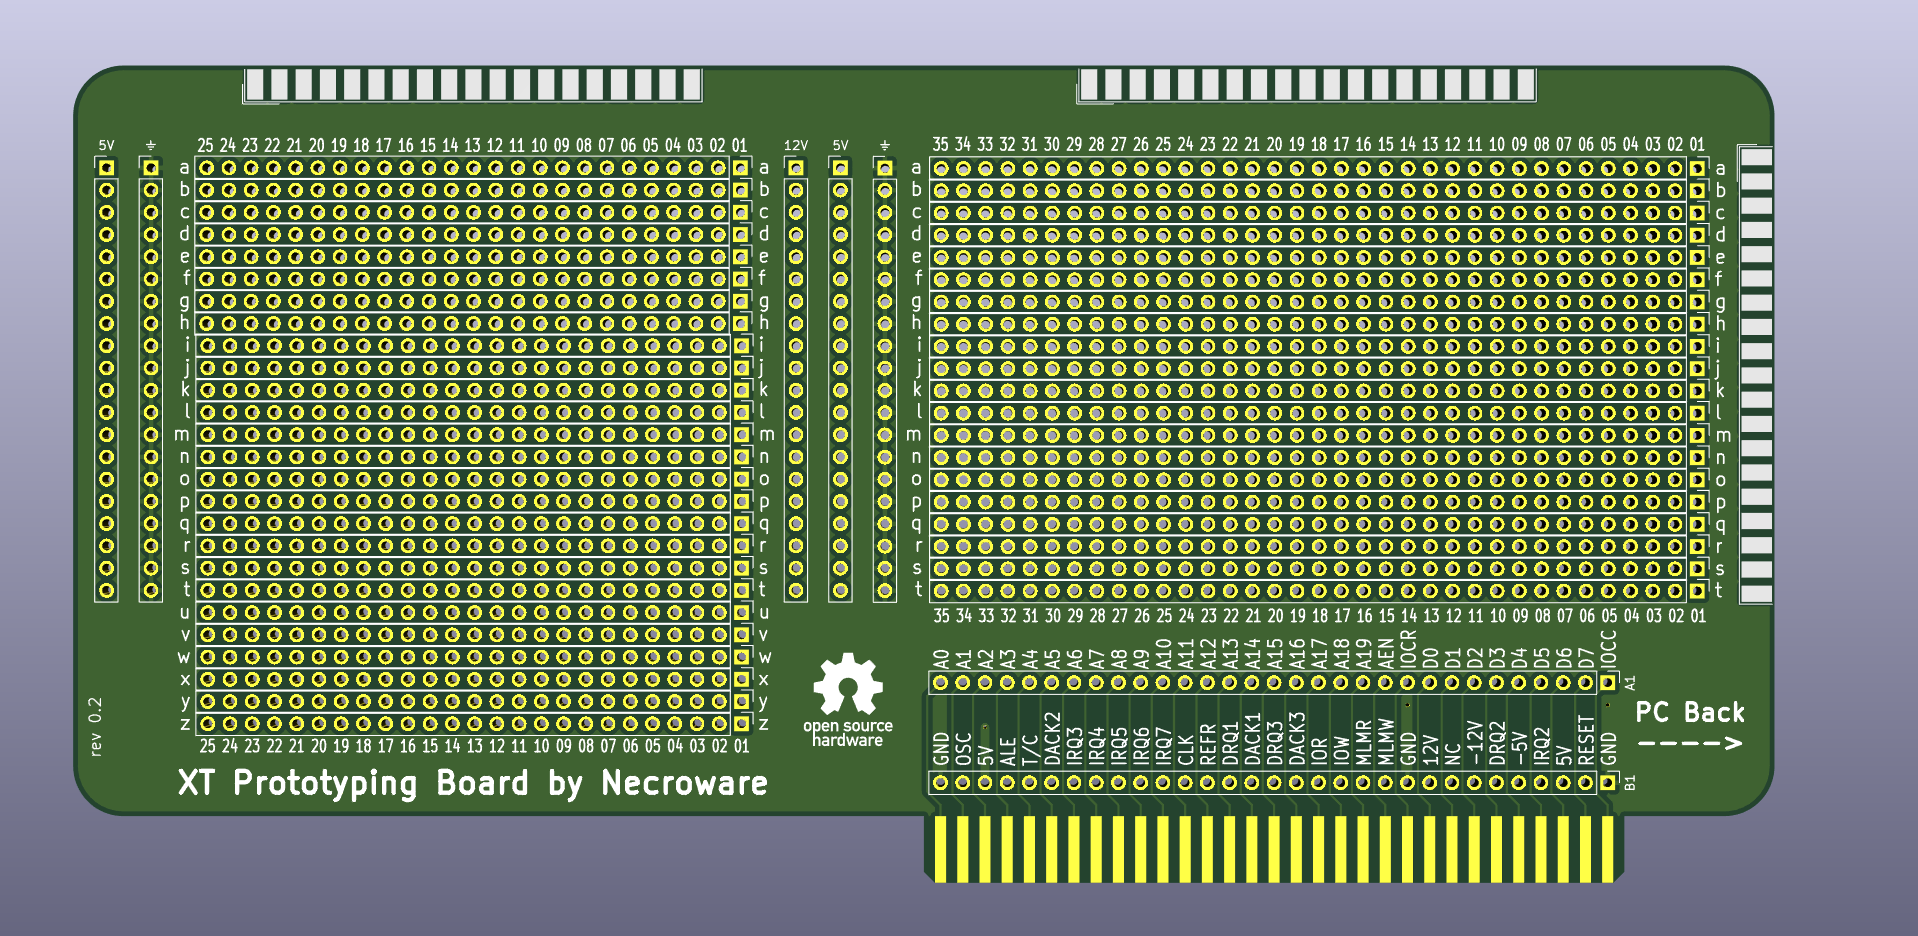 25 24 23 22 21 20 19 18 17 16 15 14 13 12 11 10 09 08 07 06 05 04 03 02 01
35 34 33 32 31 30 29 28 27 26 25 24 23 22 21 20 19 18 17 16 15 14 13 12 11 10 09 08 07 06 05 04 03 02 01
5V 12V 5V
a a a a
b b b b
c c c c
d d d d
e e e e
f f f f
g g g g
h h h h
i i i i
j j j j
k k k k
l l l l
m m m m
n n n n
o o o o
p p p p
q q q q
r r r r
s s s s
t t t t
u u
v v
w w
x x
y y
z z
25 24 23 22 21 20 19 18 17 16 15 14 13 12 11 10 09 08 07 06 05 04 03 02 01
35 34 33 32 31 30 29 28 27 26 25 24 23 22 21 20 19 18 17 16 15 14 13 12 11 10 09 08 07 06 05 04 03 02 01
A0 A1 A2 A3 A4 A5 A6 A7 A8 A9 A10 A11 A12 A13 A14 A15 A16 A17 A18 A19 AEN IOCR D0 D1 D2 D3 D4 D5 D6 D7 IOCC
A1
GND OSC 5V ALE T/C DACK2 IRQ3 IRQ4 IRQ5 IRQ6 IRQ7 CLK REFR DRQ1 DACK1 DRQ3 DACK3 IOR IOW MLMR MLMW GND 12V NC -12V DRQ2 -5V IRQ2 5V RESET GND
B1
PC Back
---->
open source
hardware
rev 0.2
XT Prototyping Board by Necroware